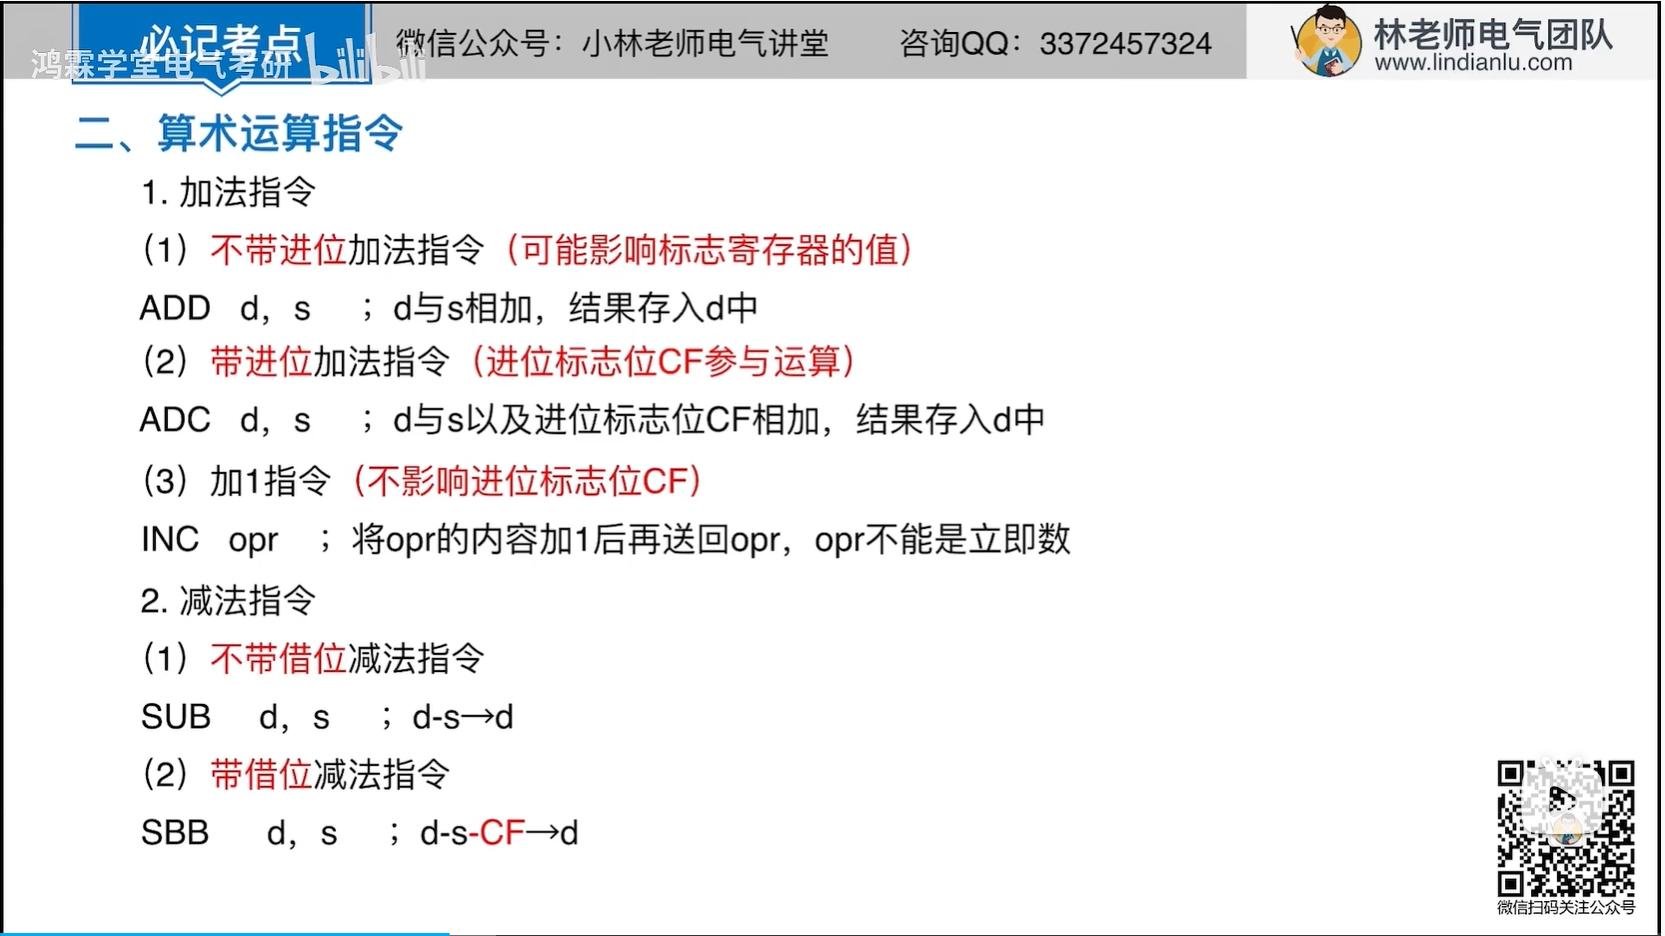 必记考点
鸿霖学堂电气考研 bilibili
微信公众号：小林老师电气讲堂 咨询QQ：3372457324
林老师电气团队
www.lindianlu.com
二、算术运算指令
1. 加法指令
（1）不带进位加法指令（可能影响标志寄存器的值）
ADD d，s ；d与s相加，结果存入d中
（2）带进位加法指令（进位标志位CF参与运算）
ADC d，s ；d与s以及进位标志位CF相加，结果存入d中
（3）加1指令（不影响进位标志位CF）
INC opr ；将opr的内容加1后再送回opr，opr不能是立即数
2. 减法指令
（1）不带借位减法指令
SUB d，s ；d-s→d
（2）带借位减法指令
SBB d，s ；d-s-CF→d
微信扫码关注公众号